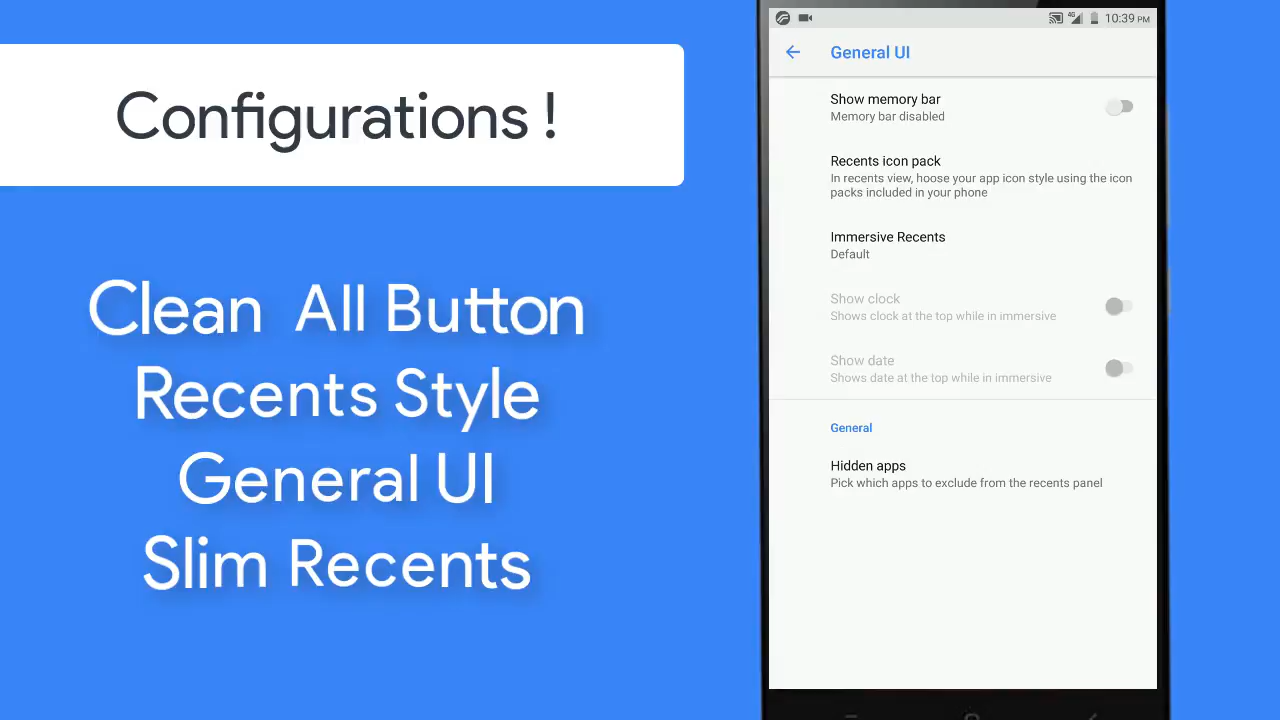 Configurations !
Clean All Button
Recents Style
General UI
Slim Recents
4G 10:39 PM
General UI
Show memory bar
Memory bar disabled
Recents icon pack
In recents view, hoose your app icon style using the icon
packs included in your phone
Immersive Recents
Default
Show clock
Shows clock at the top while in immersive
Show date
Shows date at the top while in immersive
General
Hidden apps
Pick which apps to exclude from the recents panel